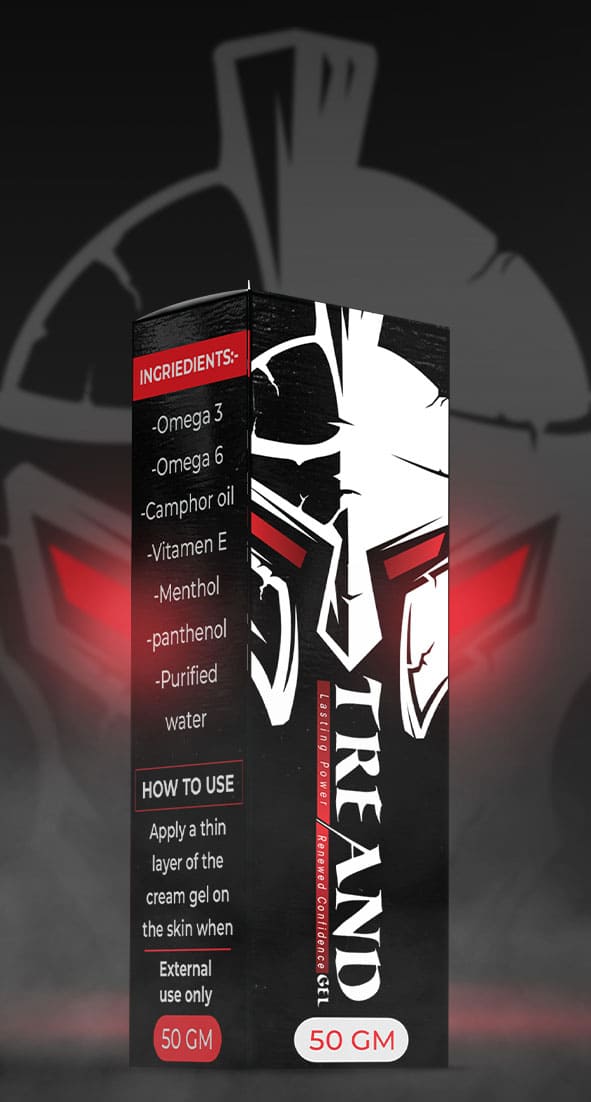 INGRIEDIENTS:-
-Omega 3
-Omega 6
-Camphor oil
-Vitamen E
-Menthol
-panthenol
-Purified
water
HOW TO USE
Apply a thin
layer of the
cream gel on
the skin when
External
use only
50 GM
TREAND
Lasting Power / Renewed Confidence
GEL
50 GM